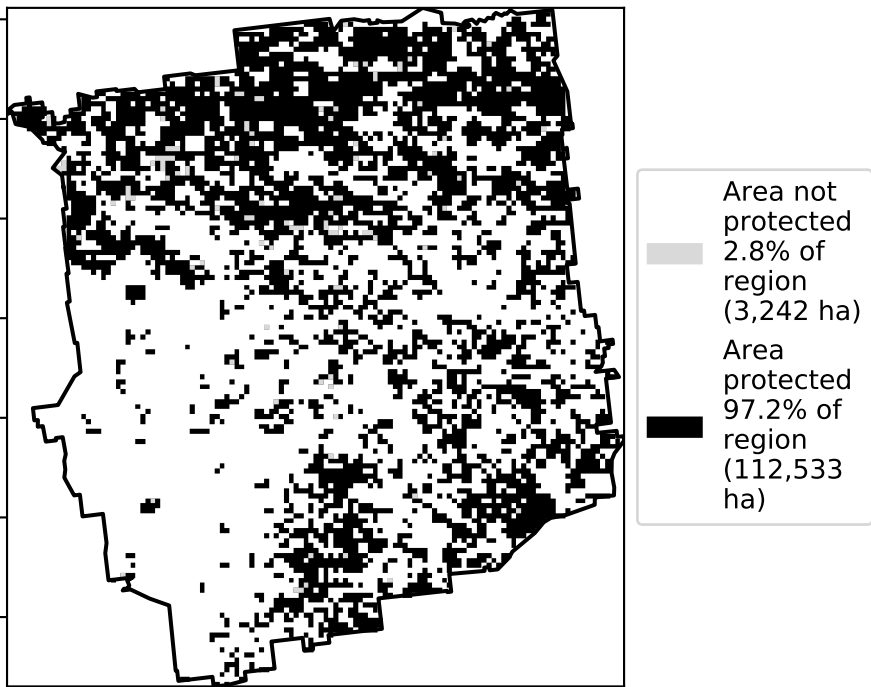 Area not
protected
2.8% of
region
(3,242 ha)
Area
protected
97.2% of
region
(112,533
ha)